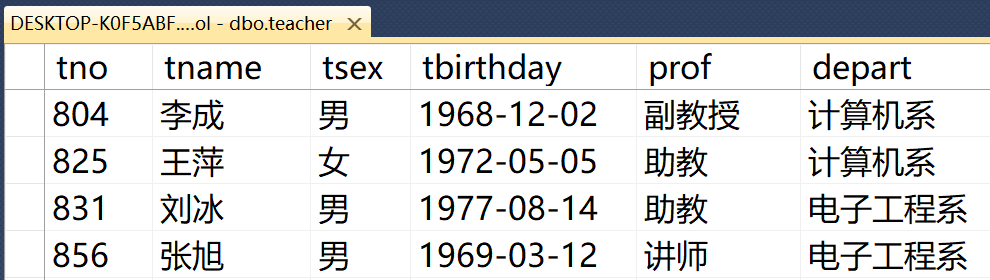 DESKTOP-K0F5ABF....ol - dbo.teacher
tno tname tsex tbirthday prof depart
804 李成 男 1968-12-02 副教授 计算机系
825 王萍 女 1972-05-05 助教 计算机系
831 刘冰 男 1977-08-14 助教 电子工程系
856 张旭 男 1969-03-12 讲师 电子工程系